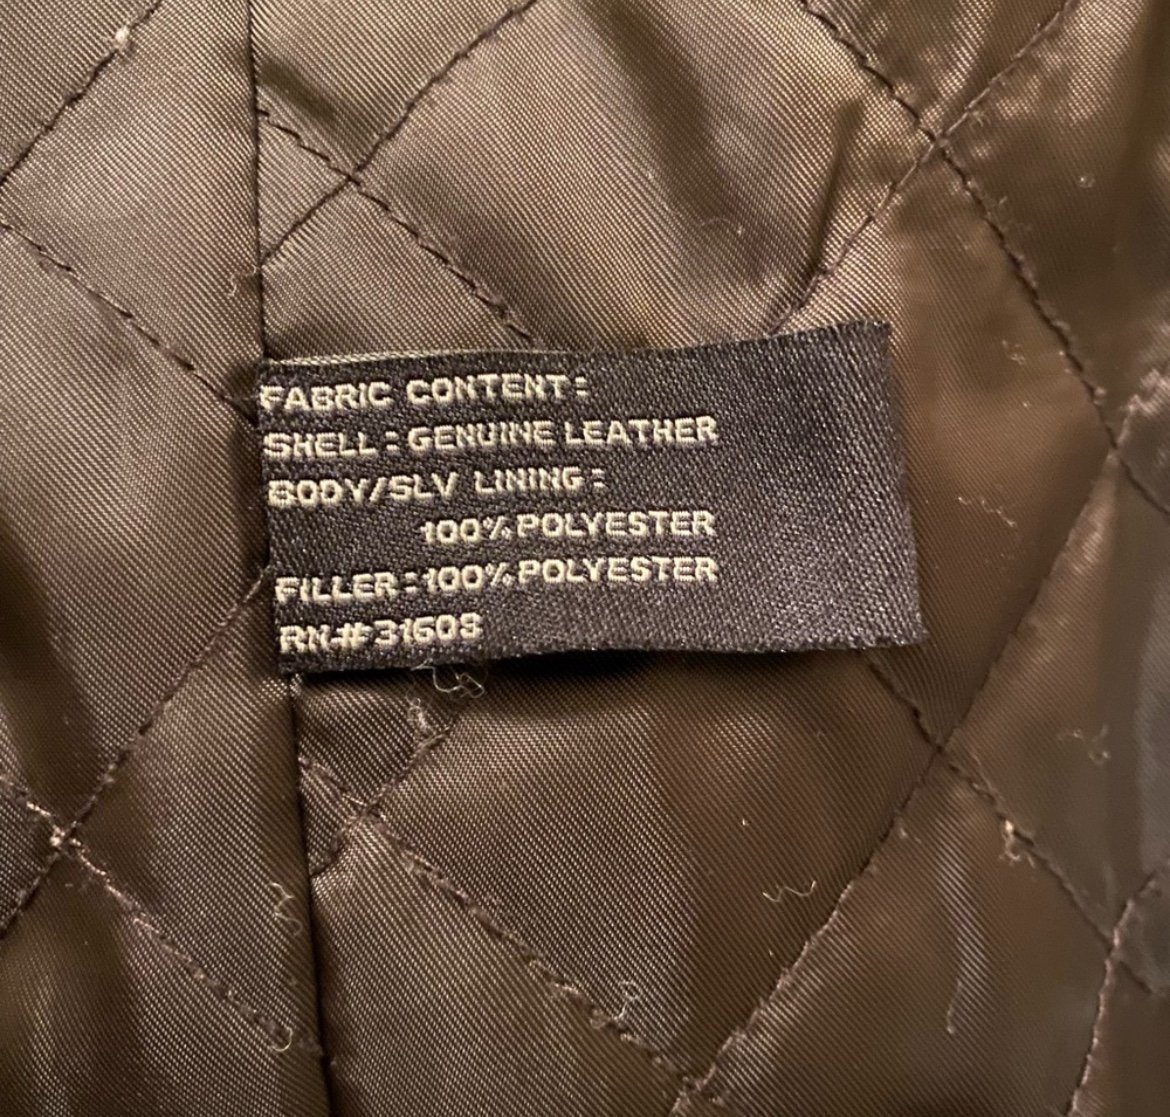 FABRIC CONTENT:
SHELL: GENUINE LEATHER
BODY/SLV LINING:
100% POLYESTER
FILLER: 100% POLYESTER
RN# 31608